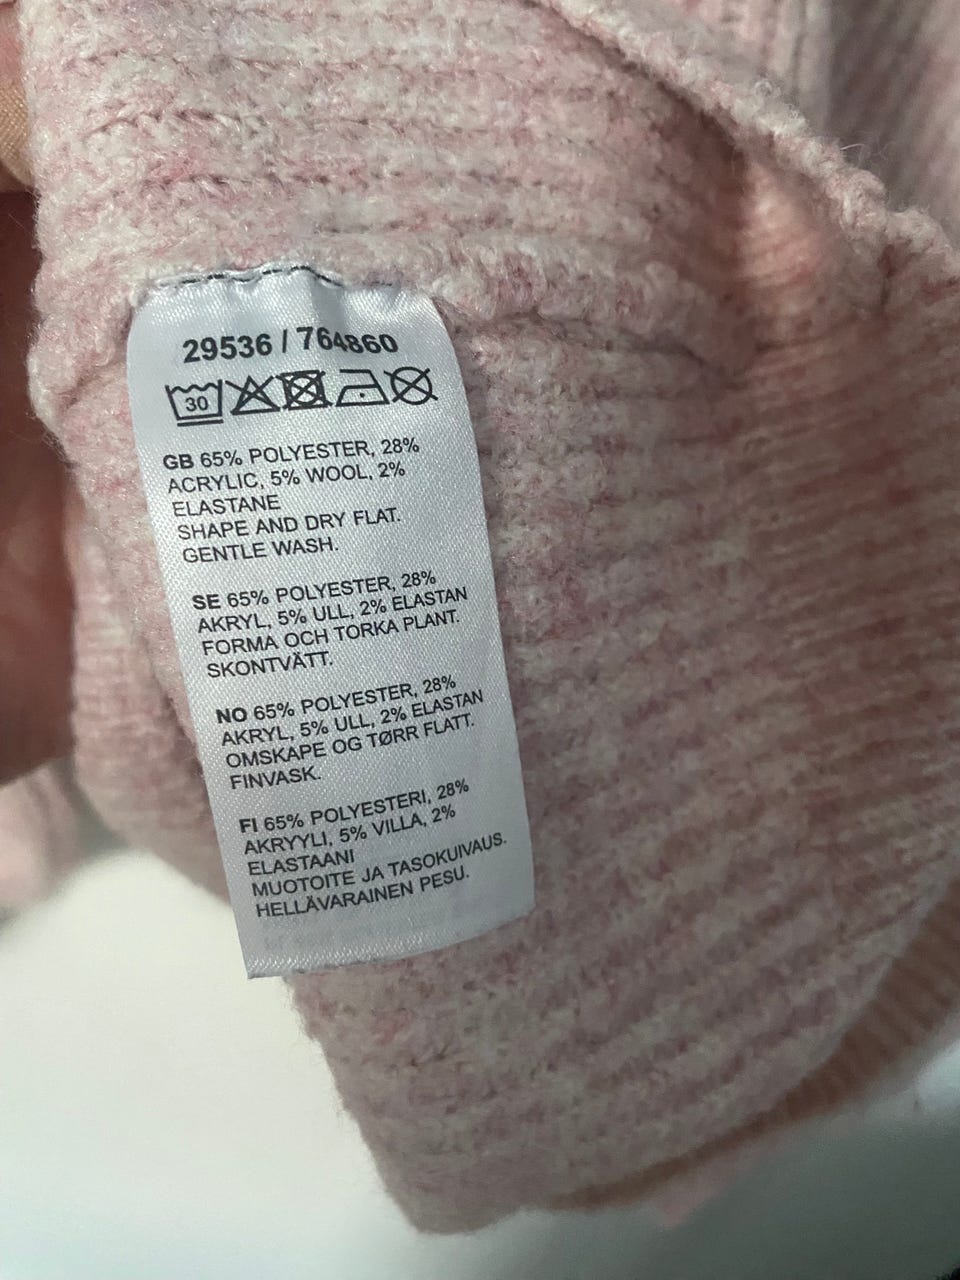 29536 / 764860
30
GB 65% POLYESTER, 28%
ACRYLIC, 5% WOOL, 2%
ELASTANE
SHAPE AND DRY FLAT.
GENTLE WASH.
SE 65% POLYESTER, 28%
AKRYL, 5% ULL, 2% ELASTAN
FORMA OCH TORKA PLANT.
SKONTVÄTT.
NO 65% POLYESTER, 28%
AKRYL, 5% ULL, 2% ELASTAN
OMSKAPE OG TØRR FLATT.
FINVASK.
FI 65% POLYESTERI, 28%
AKRYYLI, 5% VILLA, 2%
ELASTAANI
MUOTOITE JA TASOKUIVAUS.
HELLÄVARAINEN PESU.